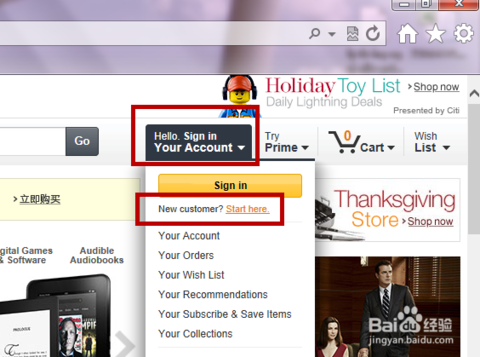 Holiday Toy List
Daily Lightning Deals
› Shop now
Presented by Citi
Go
Hello. Sign in
Your Account
Try
Prime
0
Cart
Wish
List
› 立即购买
Sign in
New customer? Start here.
Thanksgiving
Store › Shop now
igital Games
& Software
Audible
Audiobooks
Your Account
Your Orders
Your Wish List
Your Recommendations
Your Subscribe & Save Items
Your Collections
Baidu 经验
jingyan.baidu.com